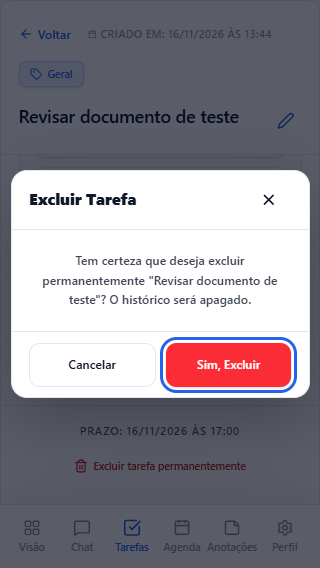 Voltar
CRIADO EM: 16/11/2026 ÀS 13:44
Geral
Revisar documento de teste
Excluir Tarefa
Tem certeza que deseja excluir
permanentemente "Revisar documento de
teste"? O histórico será apagado.
Cancelar
Sim, Excluir
PRAZO: 16/11/2026 ÀS 17:00
Excluir tarefa permanentemente
Visão
Chat
Tarefas
Agenda
Anotações
Perfil